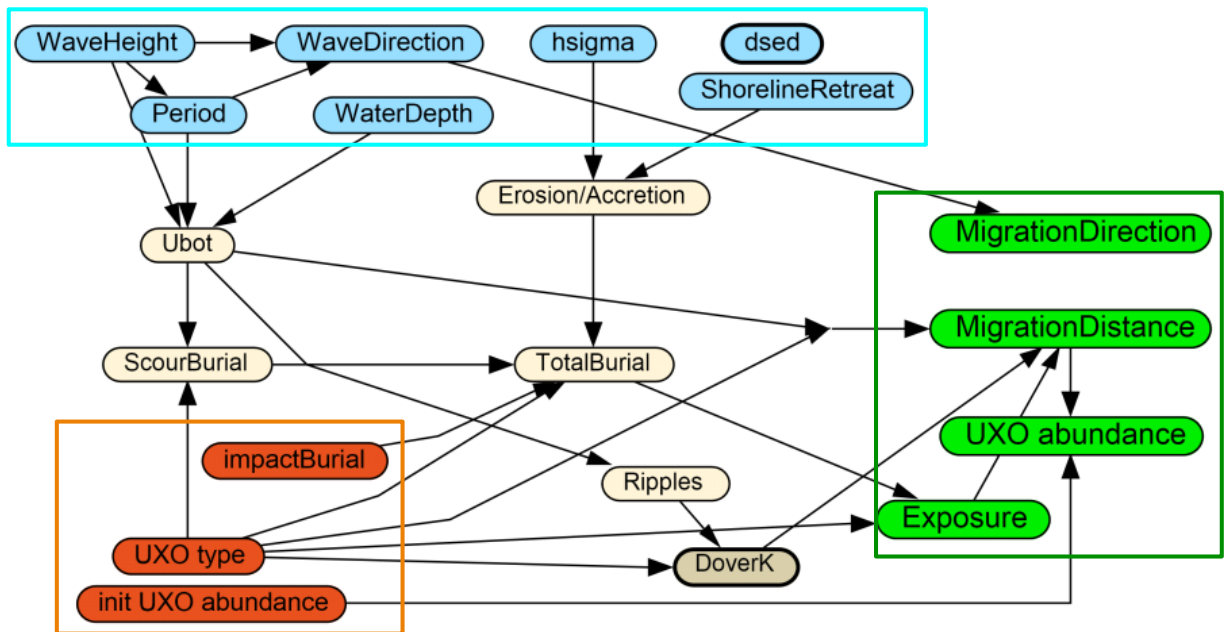 WaveHeight
WaveDirection
hsigma
dsed
Period
WaterDepth
ShorelineRetreat
Erosion/Accretion
Ubot
MigrationDirection
MigrationDistance
ScourBurial
TotalBurial
UXO abundance
impactBurial
Ripples
Exposure
UXO type
DoverK
init UXO abundance